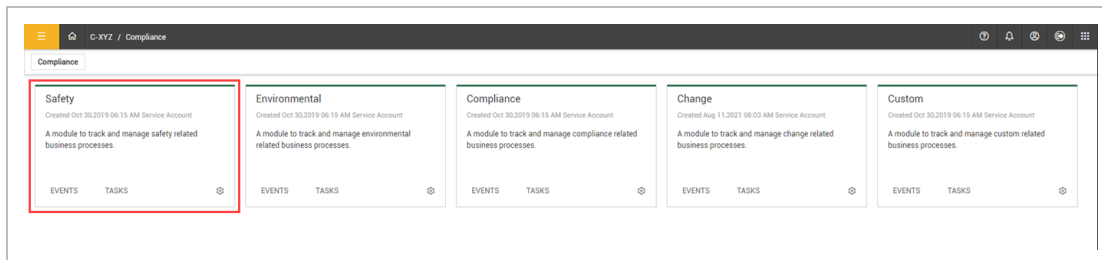 C-XYZ / Compliance
Compliance
Safety
Created Oct 30,2019 06:15 AM Service Account
A module to track and manage safety related
business processes.
EVENTS TASKS
Environmental
Created Oct 30,2019 06:15 AM Service Account
A module to track and manage environmental
related business processes.
EVENTS TASKS
Compliance
Created Oct 30,2019 06:15 AM Service Account
A module to track and manage compliance related
business processes.
EVENTS TASKS
Change
Created Aug 11,2021 08:03 AM Service Account
A module to track and manage change related
business processes.
EVENTS TASKS
Custom
Created Oct 30,2019 06:15 AM Service Account
A module to track and manage custom related
business processes.
EVENTS TASKS